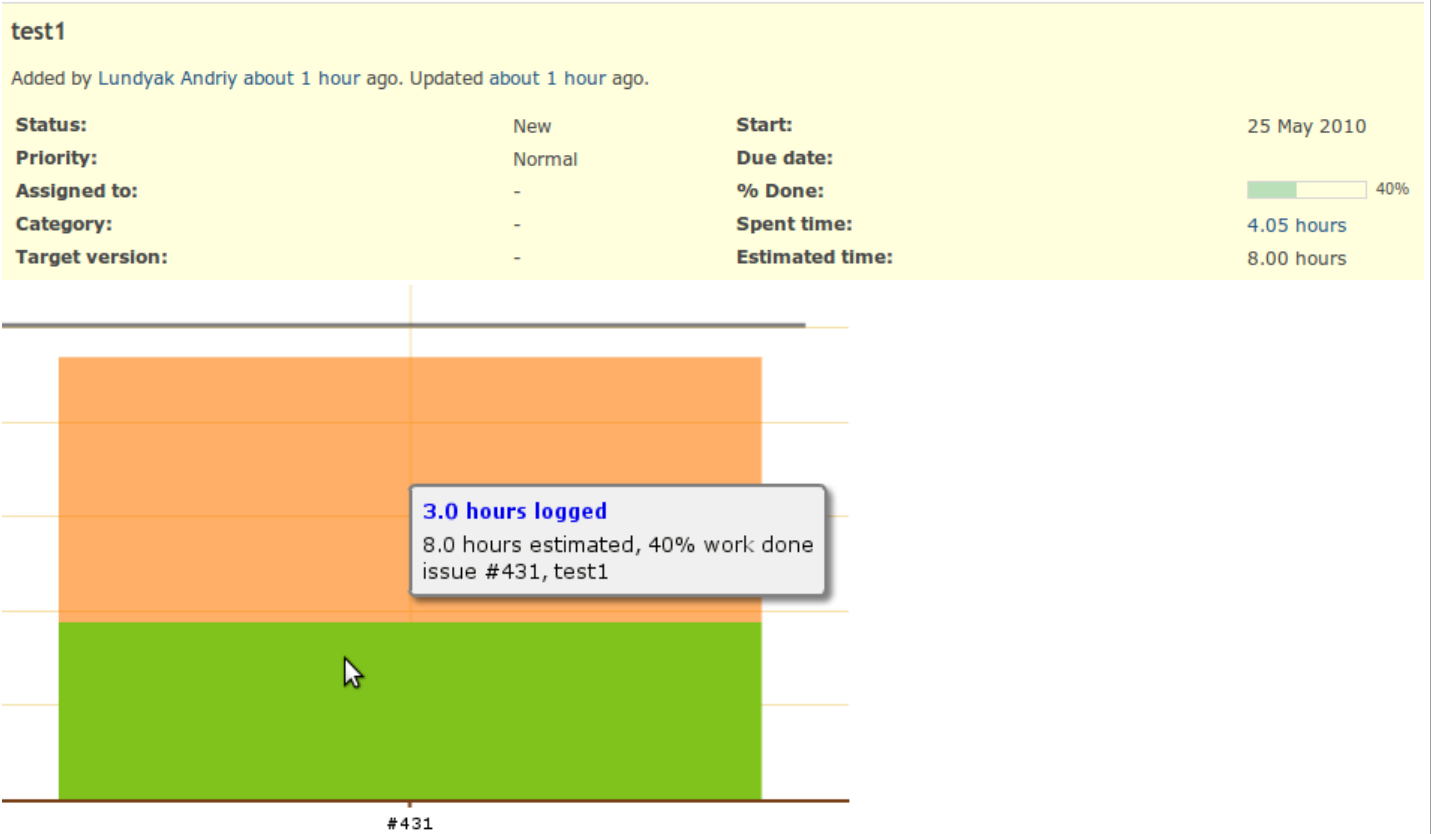 test1
Added by Lundyak Andriy about 1 hour ago. Updated about 1 hour ago.
Status: New Start: 25 May 2010
Priority: Normal Due date:
Assigned to: - % Done: 40%
Category: - Spent time: 4.05 hours
Target version: - Estimated time: 8.00 hours
3.0 hours logged
8.0 hours estimated, 40% work done
issue #431, test1
#431